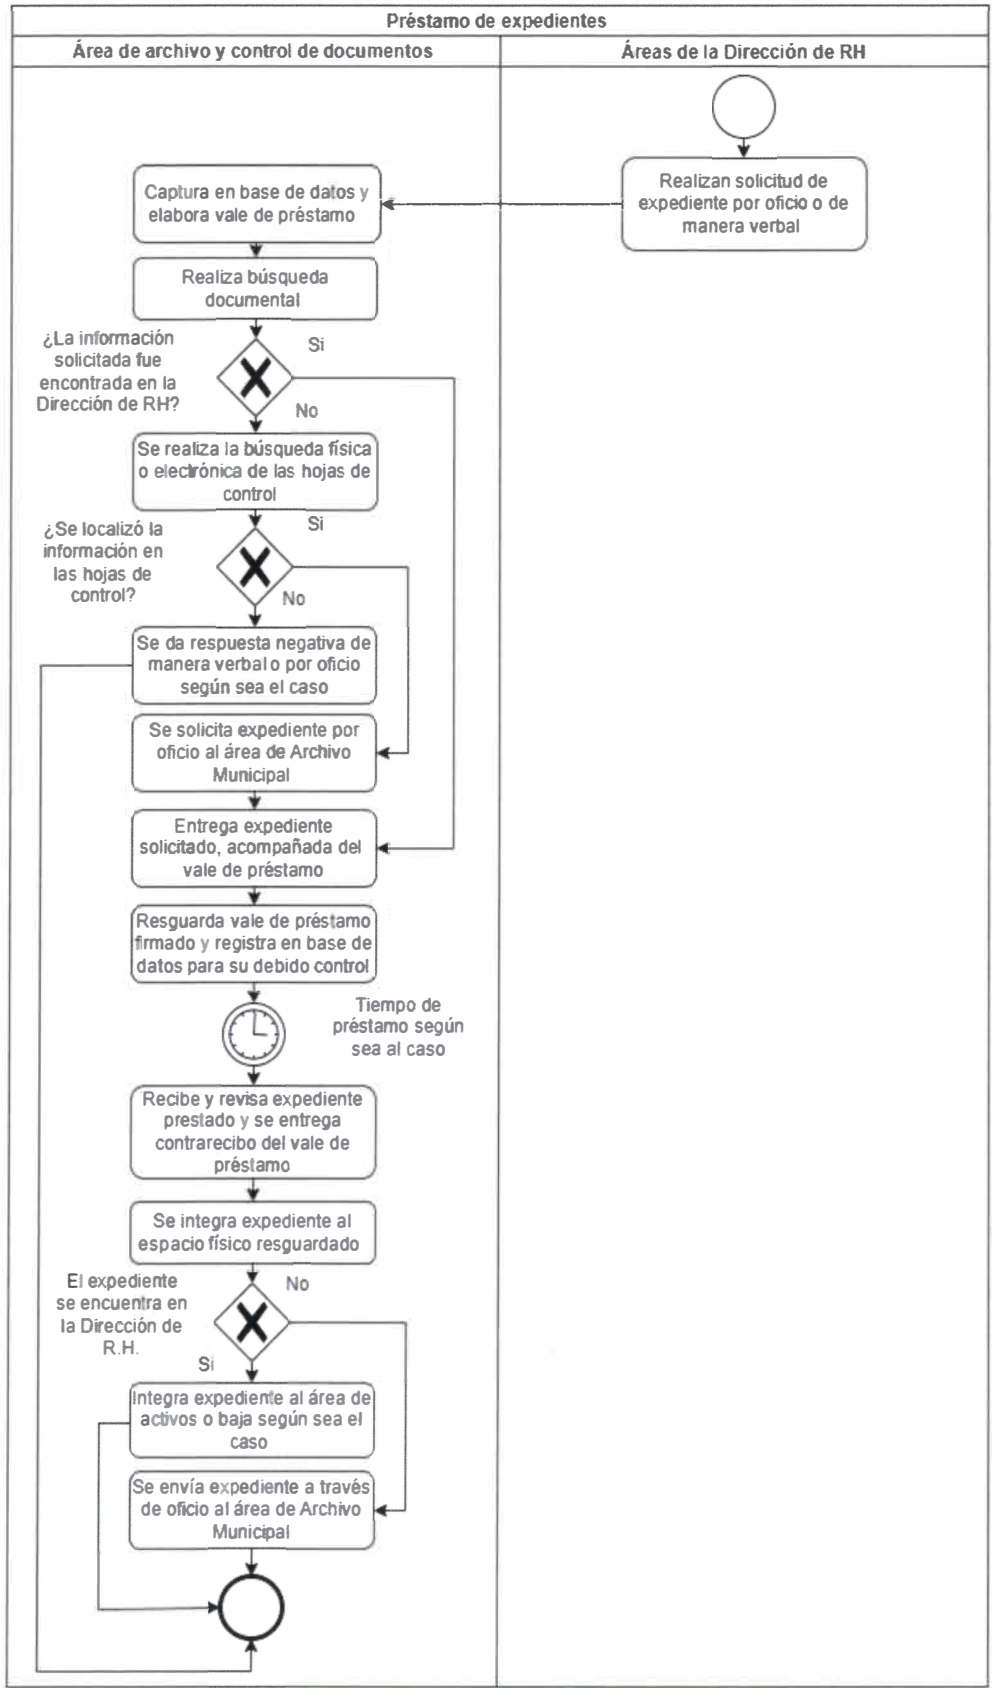 Préstamo de expedientes
Área de archivo y control de documentos
Áreas de la Dirección de RH
Realizan solicitud de
expediente por oficio o de
manera verbal
Captura en base de datos y
elabora vale de préstamo
Realiza búsqueda
documental
¿La información
solicitada fue
encontrada en la
Dirección de RH?
Si
No
Se realiza la búsqueda física
o electrónica de las hojas de
control
¿Se localizó la
información en
las hojas de
control?
Si
No
Se da respuesta negativa de
manera verbal o por oficio
según sea el caso
Se solicita expediente por
oficio al área de Archivo
Municipal
Entrega expediente
solicitado, acompañada del
vale de préstamo
Resguarda vale de préstamo
firmado y registra en base de
datos para su debido control
Tiempo de
préstamo según
sea al caso
Recibe y revisa expediente
prestado y se entrega
contrarecibo del vale de
préstamo
Se integra expediente al
espacio físico resguardado
El expediente
se encuentra en
la Dirección de
R.H.
No
Si
Integra expediente al área de
activos o baja según sea el
caso
Se envía expediente a través
de oficio al área de Archivo
Municipal